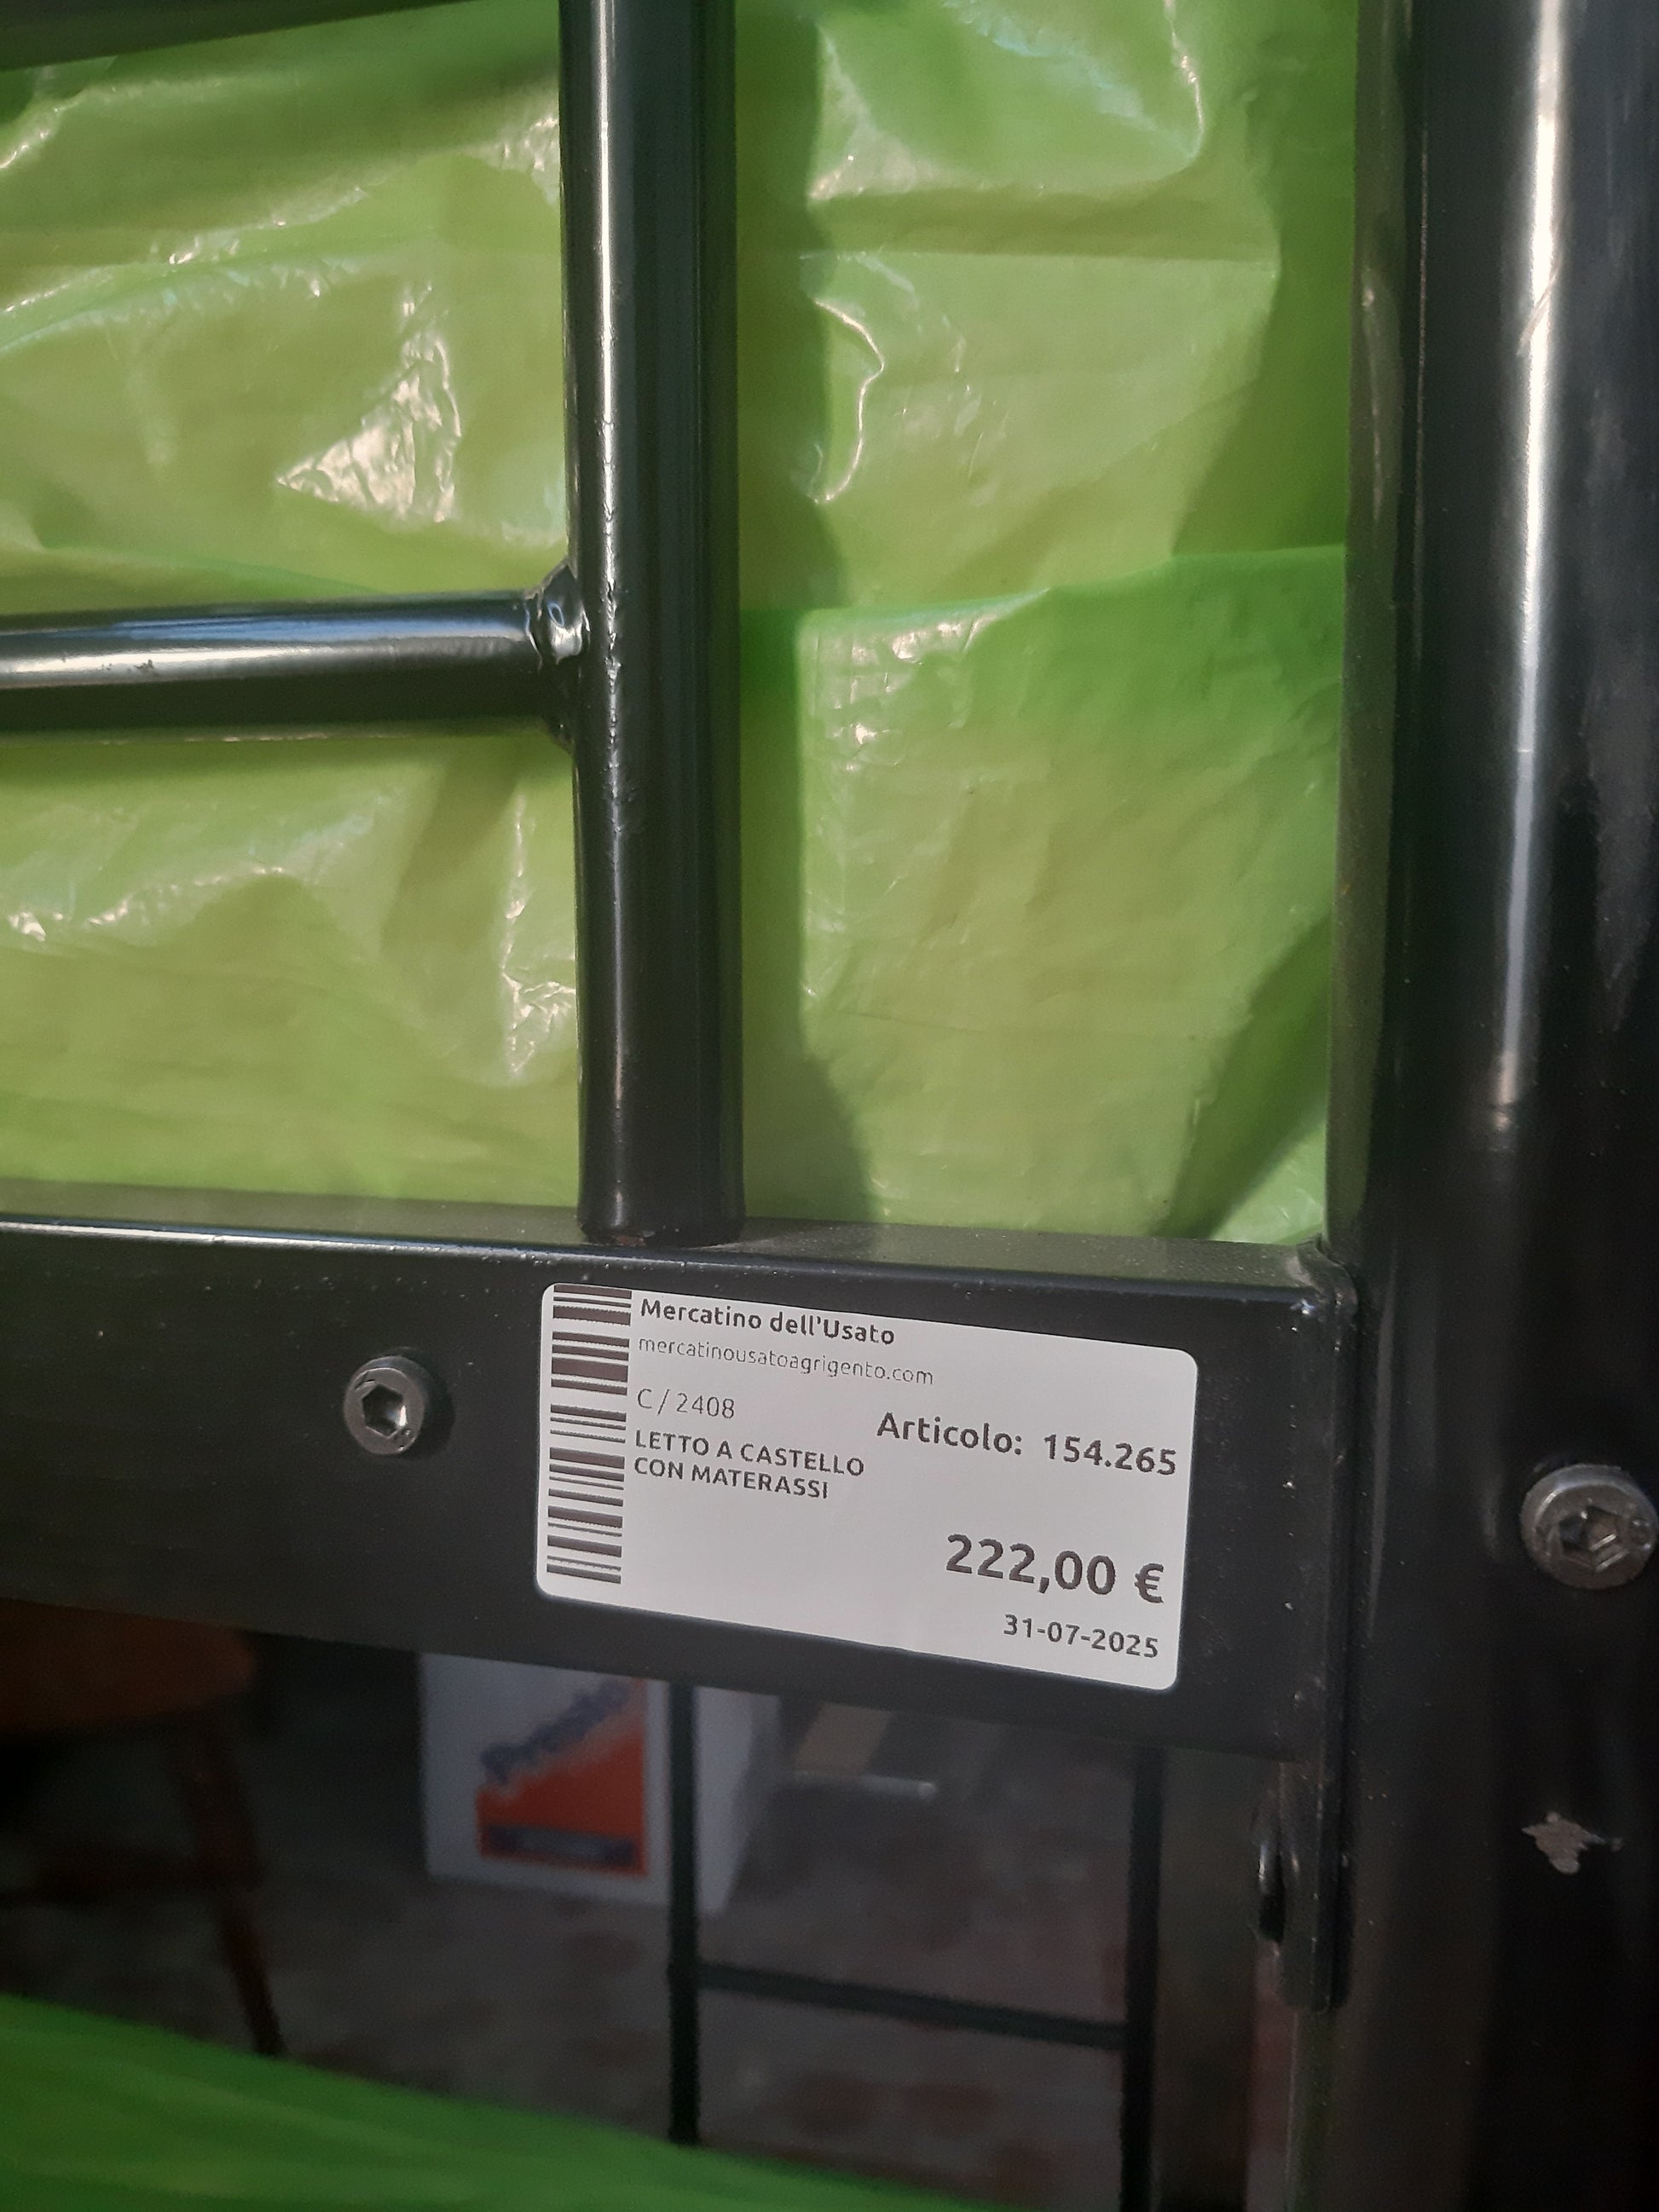 Mercatino dell'Usato
mercatinousatoagrigento.com
C/2408
Articolo: 154.265
LETTO A CASTELLO
CON MATERASSI
222,00 €
31-07-2025